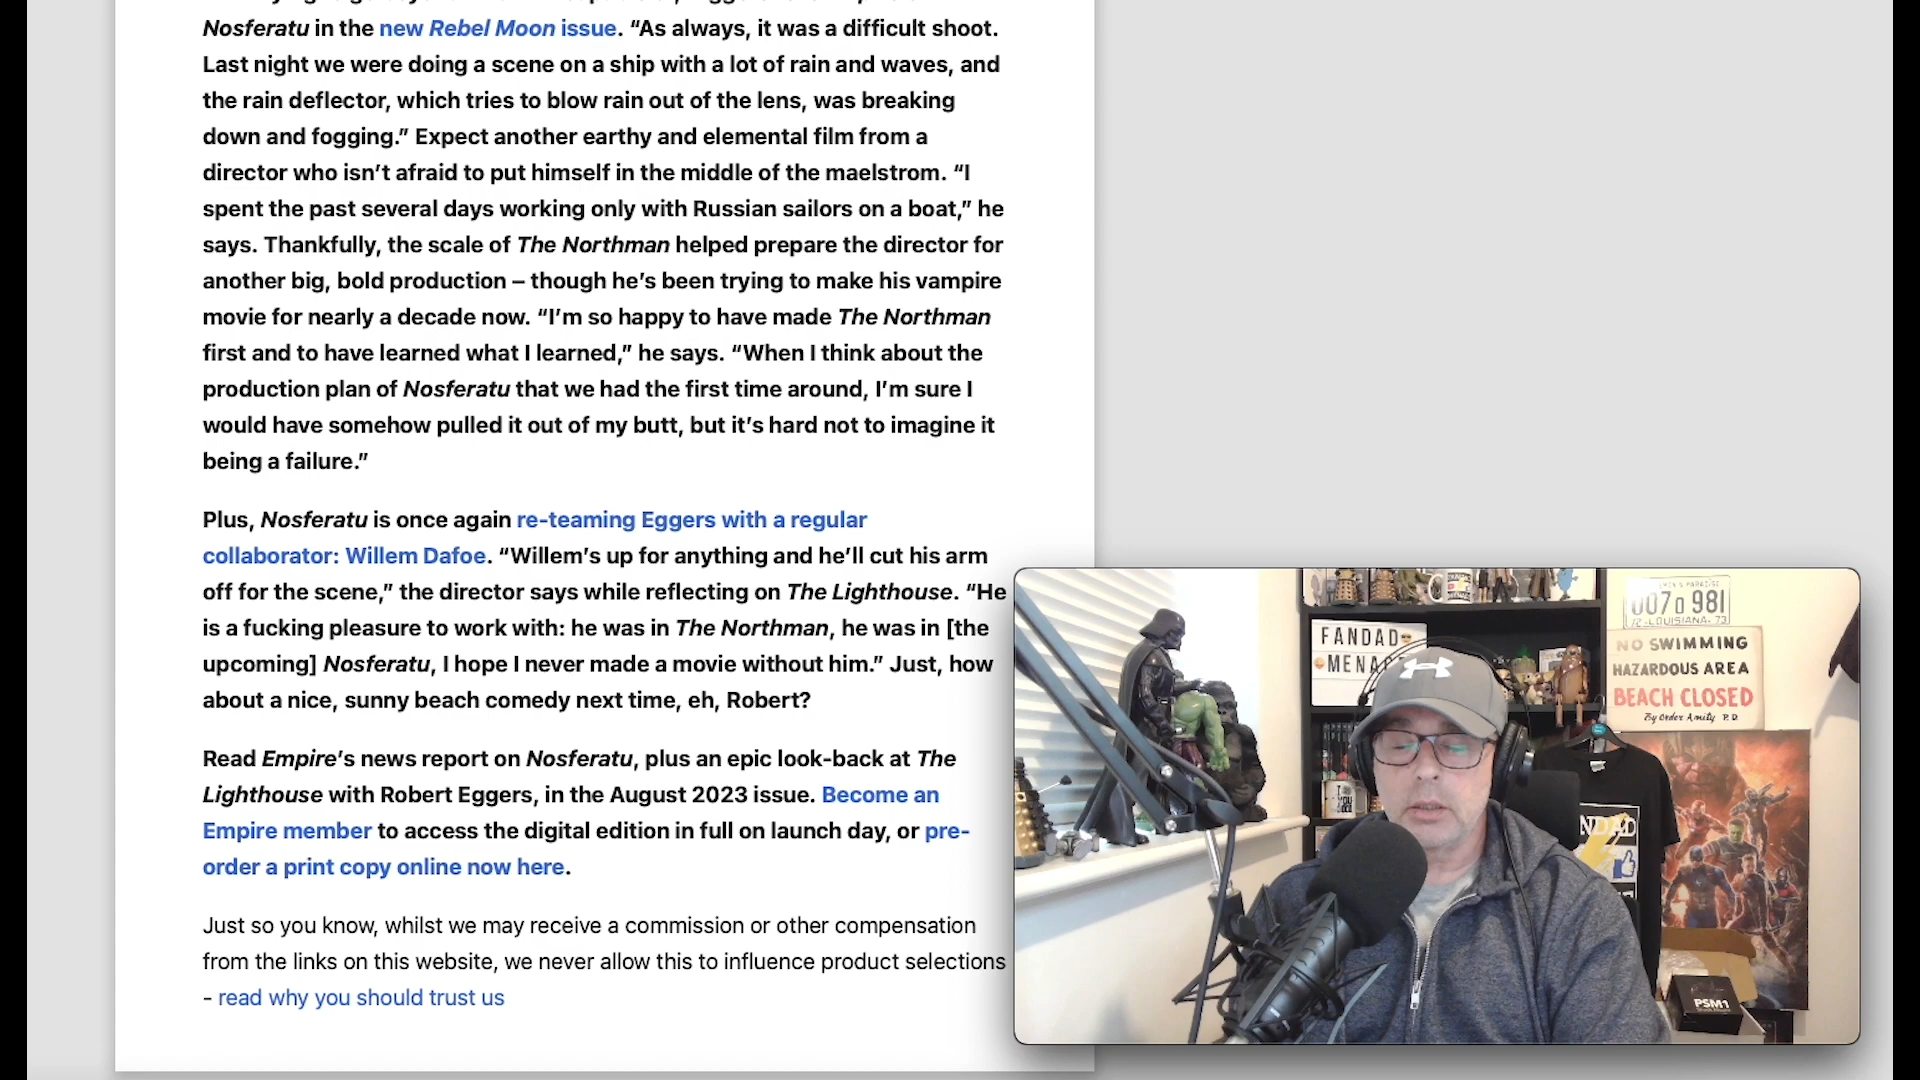 Nosferatu in the new Rebel Moon issue. “As always, it was a difficult shoot.
Last night we were doing a scene on a ship with a lot of rain and waves, and
the rain deflector, which tries to blow rain out of the lens, was breaking
down and fogging.” Expect another earthy and elemental film from a
director who isn’t afraid to put himself in the middle of the maelstrom. “I
spent the past several days working only with Russian sailors on a boat,” he
says. Thankfully, the scale of The Northman helped prepare the director for
another big, bold production – though he’s been trying to make his vampire
movie for nearly a decade now. “I’m so happy to have made The Northman
first and to have learned what I learned,” he says. “When I think about the
production plan of Nosferatu that we had the first time around, I’m sure I
would have somehow pulled it out of my butt, but it’s hard not to imagine it
being a failure.”
Plus, Nosferatu is once again re-teaming Eggers with a regular
collaborator: Willem Dafoe. “Willem’s up for anything and he’ll cut his arm
off for the scene,” the director says while reflecting on The Lighthouse. “He
is a fucking pleasure to work with: he was in The Northman, he was in [the
upcoming] Nosferatu, I hope I never made a movie without him.” Just, how
about a nice, sunny beach comedy next time, eh, Robert?
Read Empire’s news report on Nosferatu, plus an epic look-back at The
Lighthouse with Robert Eggers, in the August 2023 issue. Become an
Empire member to access the digital edition in full on launch day, or pre-
order a print copy online now here.
Just so you know, whilst we may receive a commission or other compensation
from the links on this website, we never allow this to influence product selections
- read why you should trust us
FANDAD
MENA
007 981
LOUISIANA 73
NO SWIMMING
HAZARDOUS AREA
BEACH CLOSED
By Order Amity P.D.
NDAD
PSM1